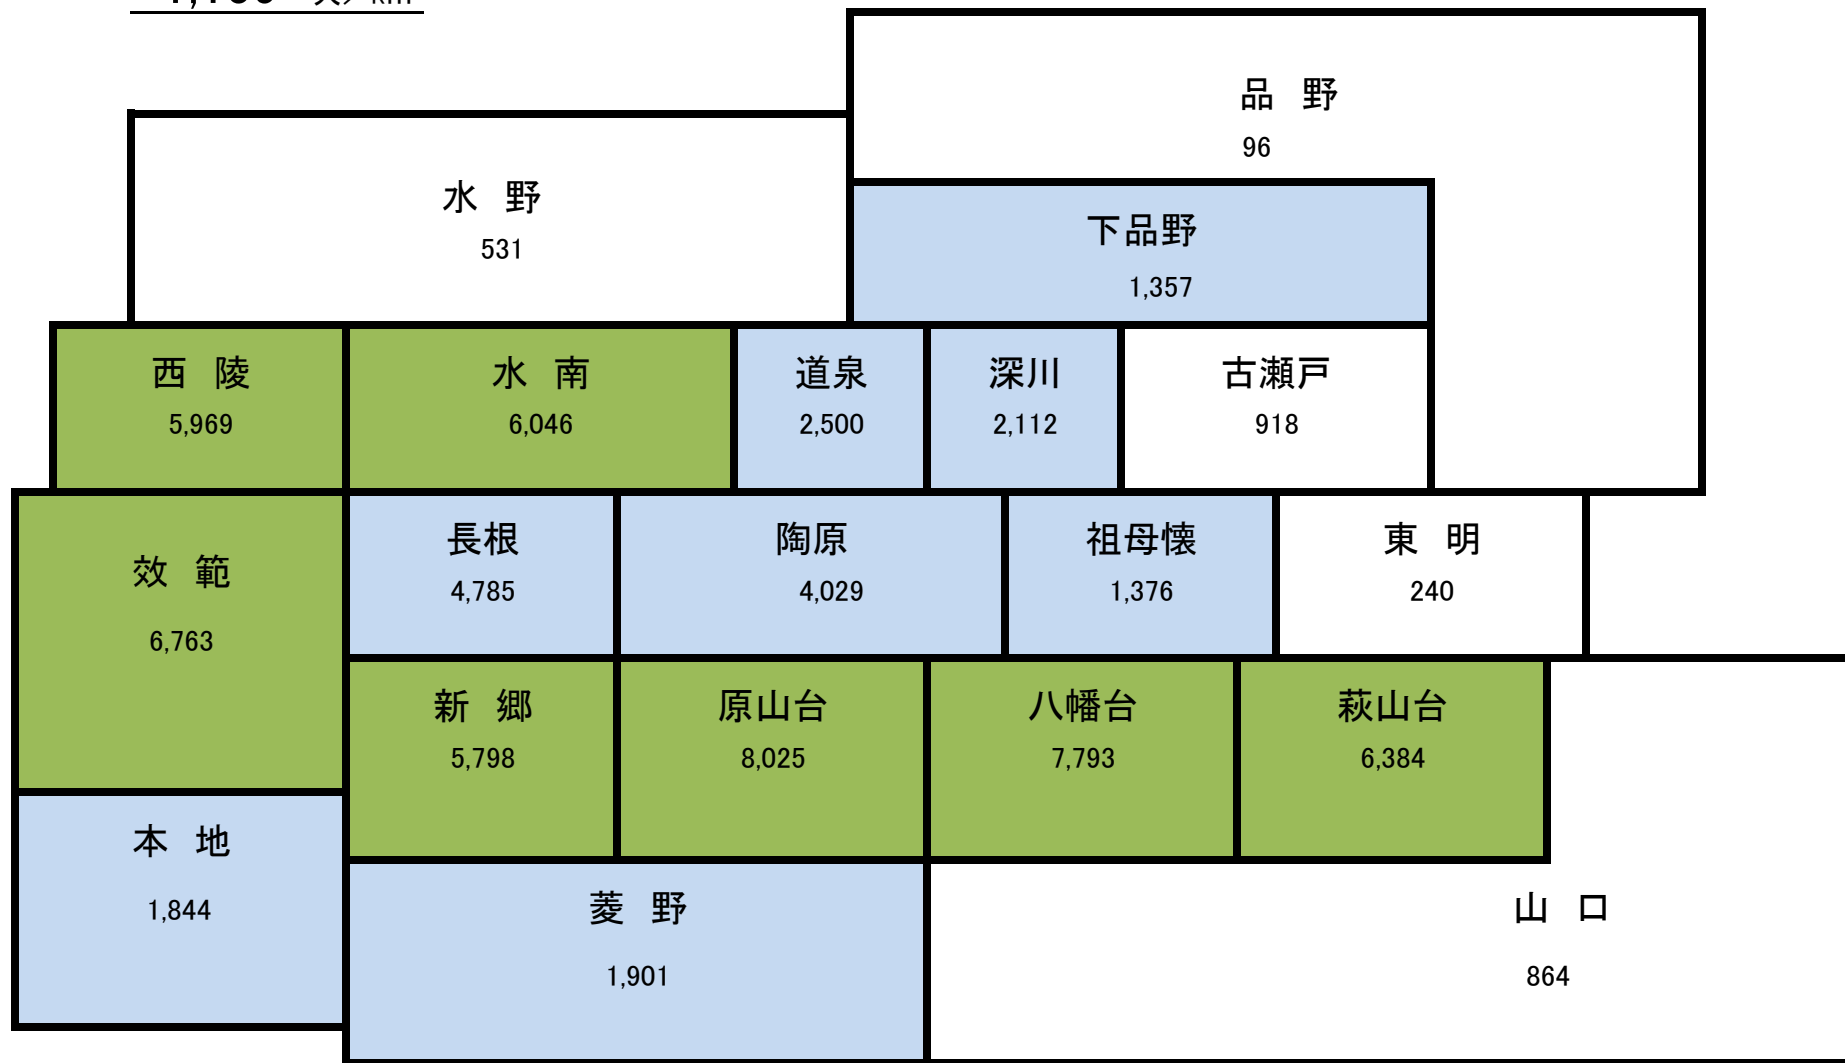 品 野
96
水 野
531
下品野
1,357
西 陵
5,969
水 南
6,046
道泉
2,500
深川
2,112
古瀬戸
918
効 範
6,763
長根
4,785
陶原
4,029
祖母懐
1,376
東 明
240
新 郷
5,798
原山台
8,025
八幡台
7,793
萩山台
6,384
本 地
1,844
菱 野
1,901
山 口
864